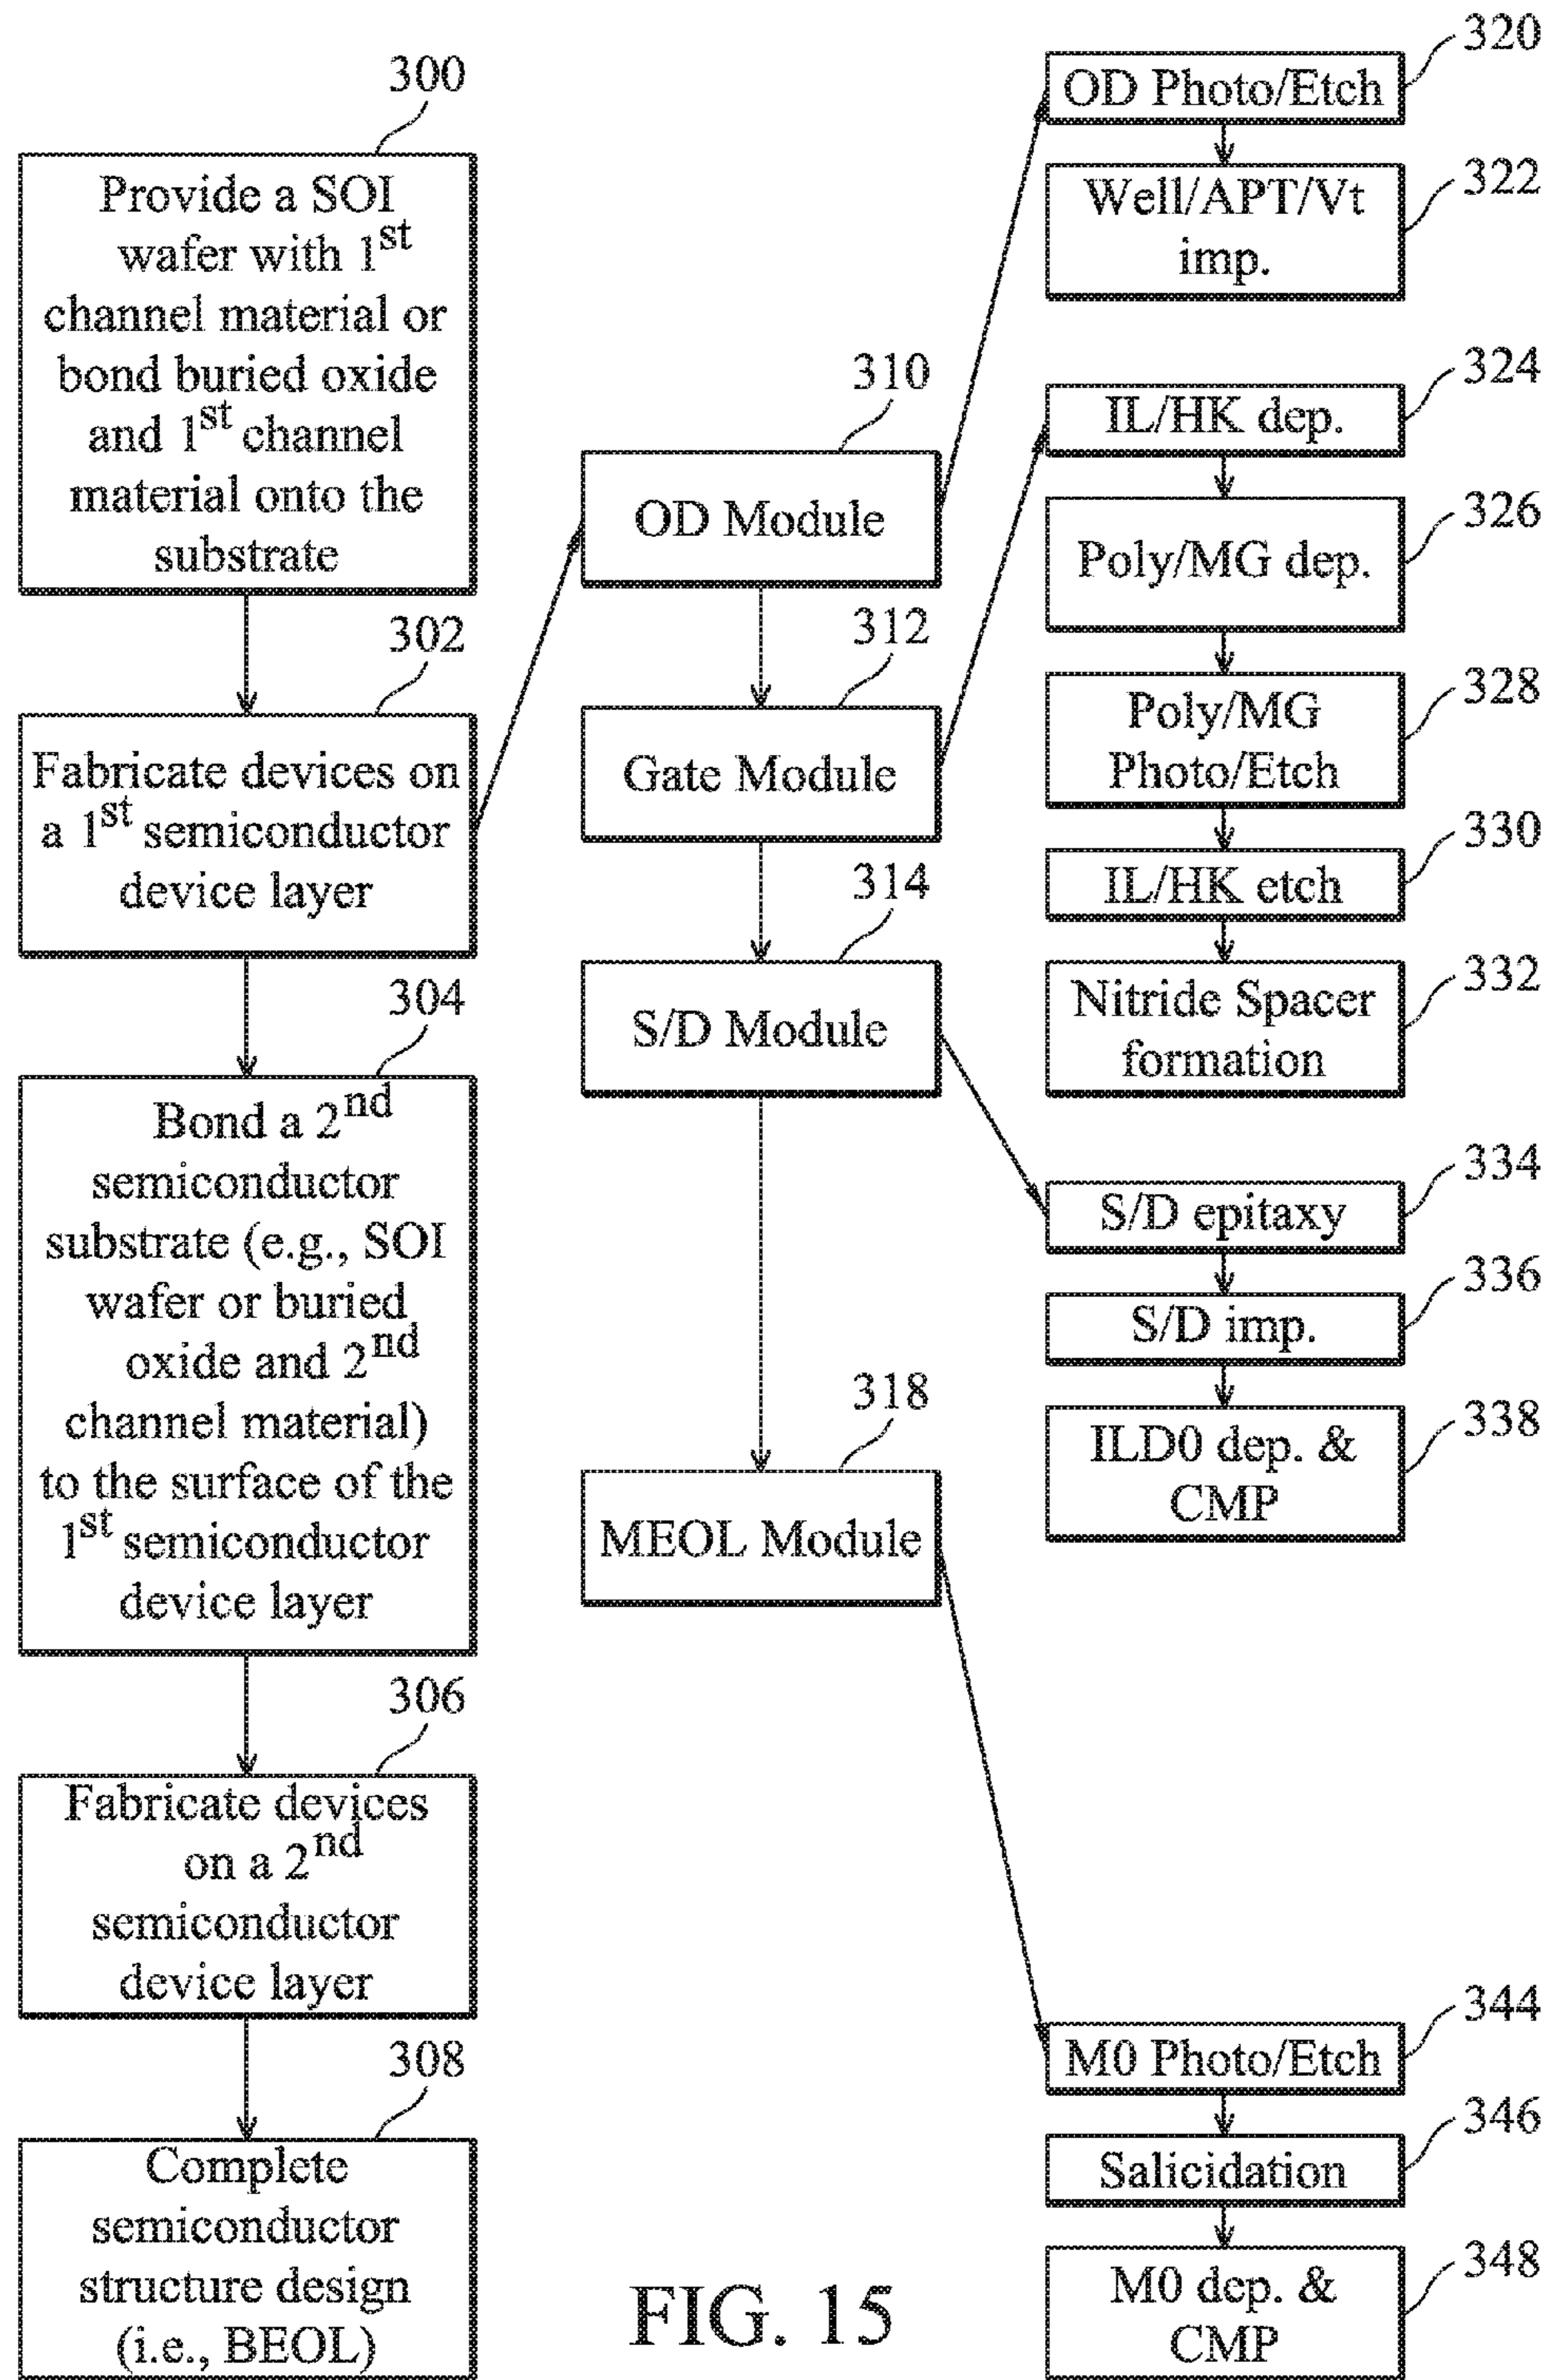 300
Provide a SOI
wafer with 1st
channel material or
bond buried oxide
and 1st channel
material onto the
substrate
302
Fabricate devices on
a 1st semiconductor
device layer
304
Bond a 2nd
semiconductor
substrate (e.g., SOI
wafer or buried
oxide and 2nd
channel material)
to the surface of the
1st semiconductor
device layer
306
Fabricate devices
on a 2nd
semiconductor
device layer
308
Complete
semiconductor
structure design
(i.e., BEOL)
310
OD Module
312
Gate Module
314
S/D Module
318
MEOL Module
320
OD Photo/Etch
322
Well/APT/Vt
imp.
324
IL/HK dep.
326
Poly/MG dep.
328
Poly/MG
Photo/Etch
330
IL/HK etch
332
Nitride Spacer
formation
334
S/D epitaxy
336
S/D imp.
338
ILD0 dep. &
CMP
344
M0 Photo/Etch
346
Salicidation
348
M0 dep. &
CMP
FIG. 15